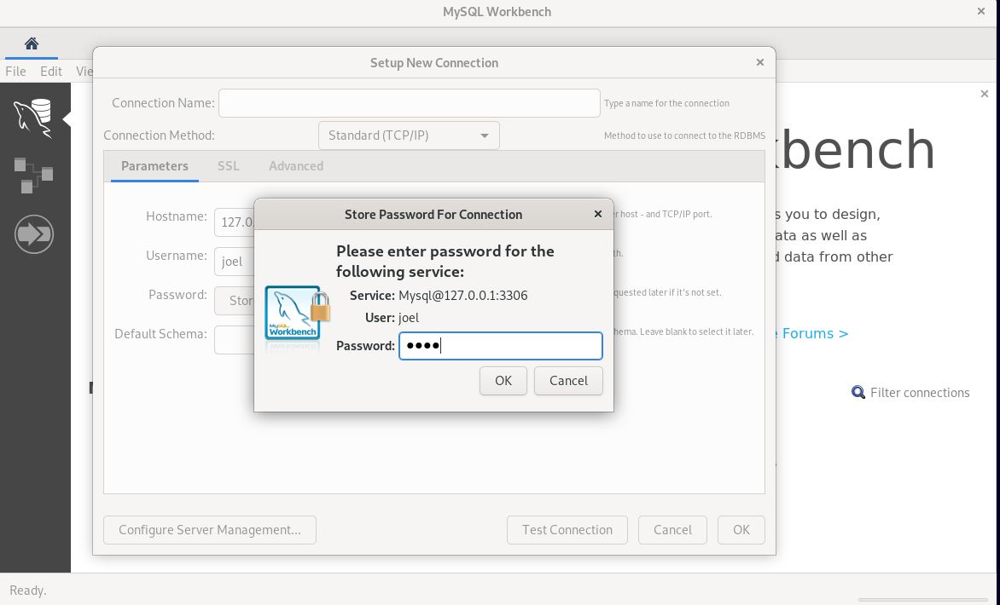 MySQL Workbench
File Edit
Setup New Connection
Connection Name: Type a name for the connection
Connection Method: Standard (TCP/IP) Method to use to connect to the RDBMS
Parameters SSL Advanced
kbench
Hostname: 127.0. host - and TCP/IP port.
Username: joel
Password:
Default Schema: Leave blank to select it later.
Store Password For Connection
Please enter password for the
following service:
Service: Mysql@127.0.0.1:3306
User: joel
Password: ●●●●
OK Cancel
MySQL
Workbench
s you to design,
ata as well as
d data from other
quested later if it's not set.
e Forums >
Filter connections
Configure Server Management... Test Connection Cancel OK
Ready.